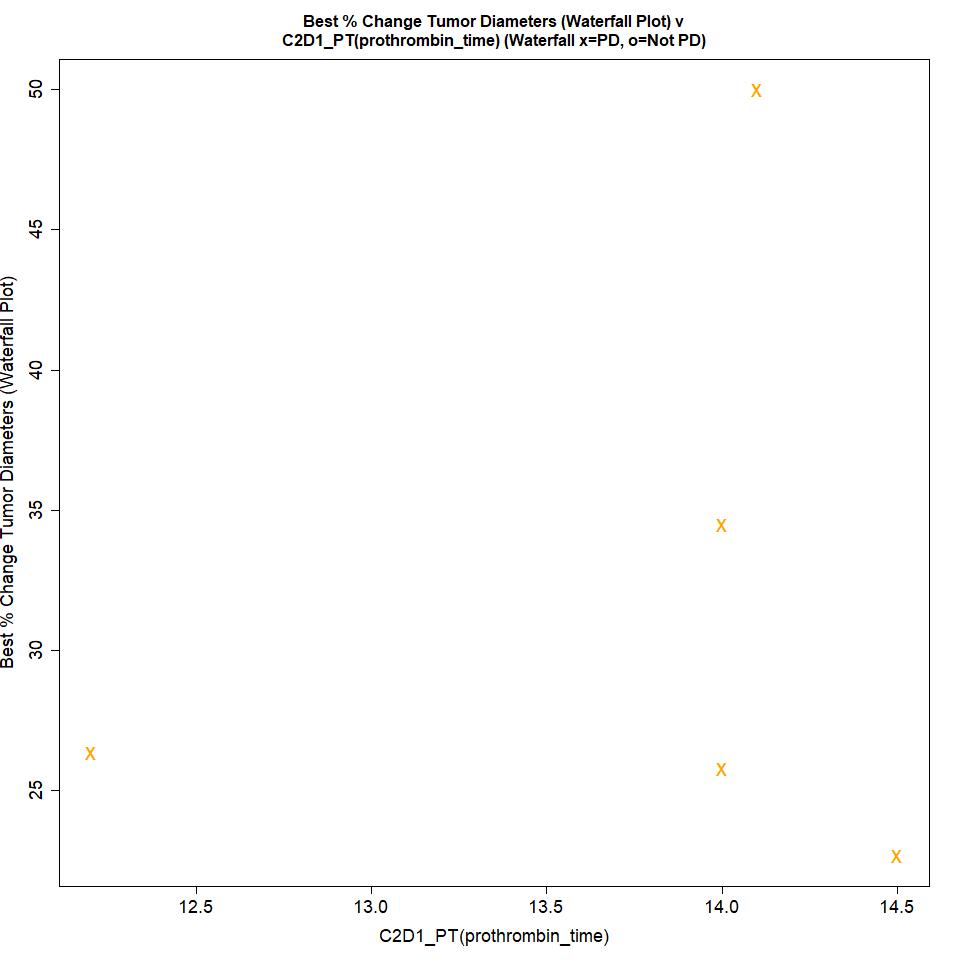 Best % Change Tumor Diameters (Waterfall Plot) v
C2D1_PT(prothrombin_time) (Waterfall x=PD, o=Not PD)
Best % Change Tumor Diameters (Waterfall Plot)
50
45
40
35
30
25
X
X
X
X
X
12.5 13.0 13.5 14.0 14.5
C2D1_PT(prothrombin_time)